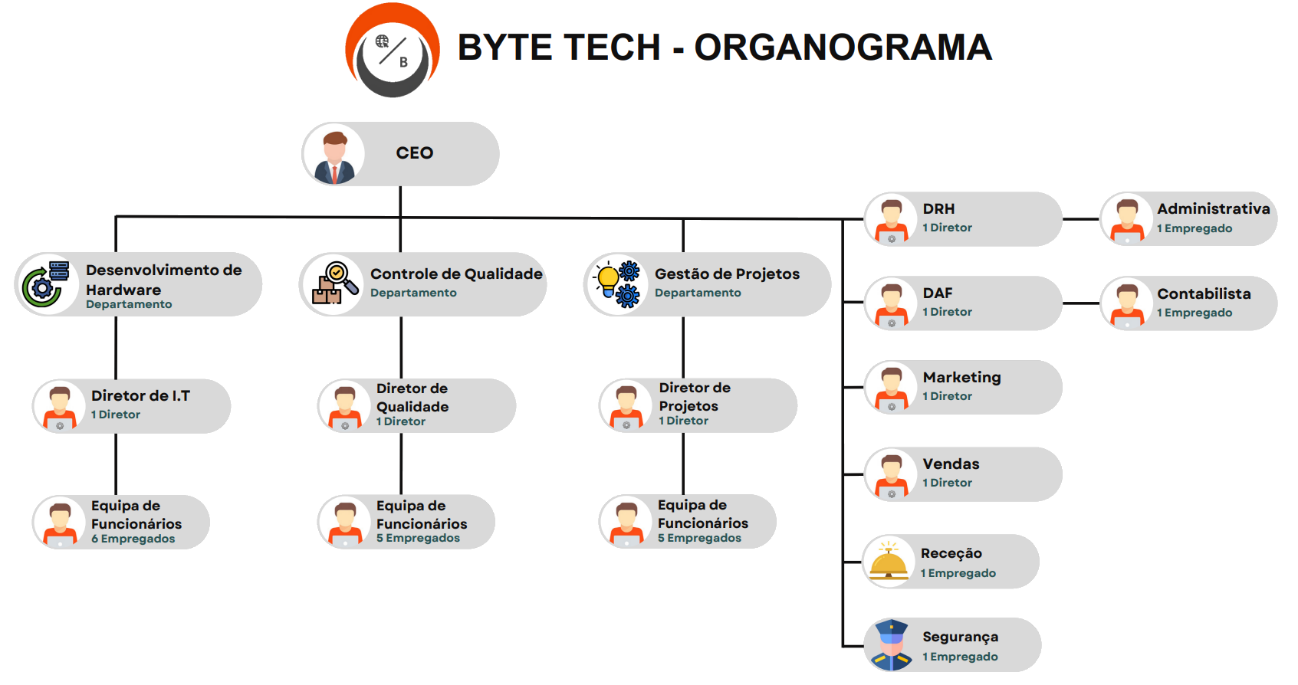 B
BYTE TECH - ORGANOGRAMA
CEO
DRH
1 Diretor
Administrativa
1 Empregado
Desenvolvimento de
Hardware
Departamento
Controle de Qualidade
Departamento
Gestão de Projetos
Departamento
DAF
1 Diretor
Contabilista
1 Empregado
Diretor de I.T
1 Diretor
Diretor de
Qualidade
1 Diretor
Diretor de
Projetos
1 Diretor
Marketing
1 Diretor
Vendas
1 Diretor
Equipa de
Funcionários
6 Empregados
Equipa de
Funcionários
5 Empregados
Equipa de
Funcionários
5 Empregados
Receção
1 Empregado
Segurança
1 Empregado